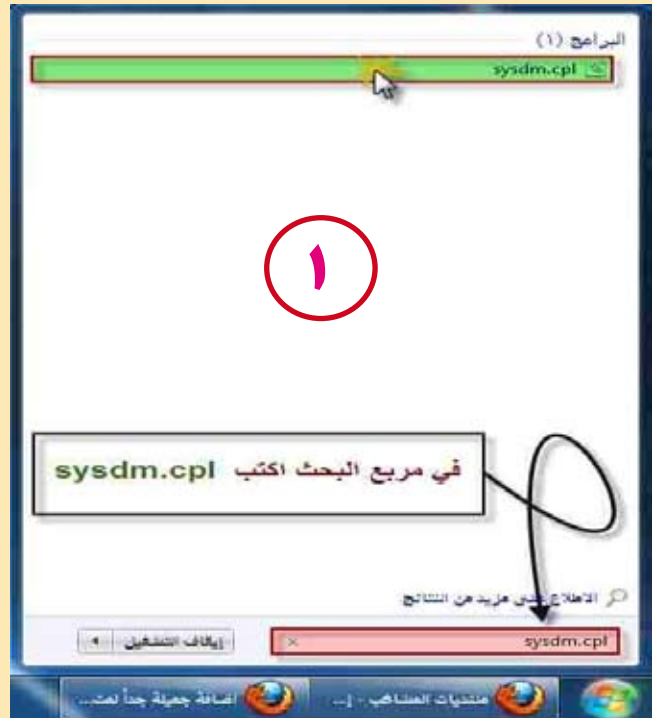 البرامج (١)
sysdm.cpl
١
في مربع البحث اكتب sysdm.cpl
الاطلاع على مزيد من النتائج
sysdm.cpl
إيقاف التشغيل
منتديات المشاغب - [...
اضافة جميلة جداً لمت...